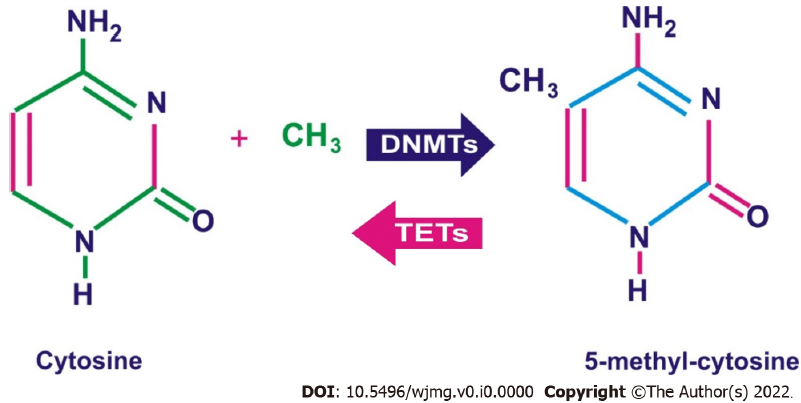 NH₂
N
O
N
H
Cytosine
+ CH₃
DNMTs
TETs
NH₂
CH₃
N
O
N
H
5-methyl-cytosine
DOI: 10.5496/wjmg.v0.i0.0000 Copyright ©The Author(s) 2022.